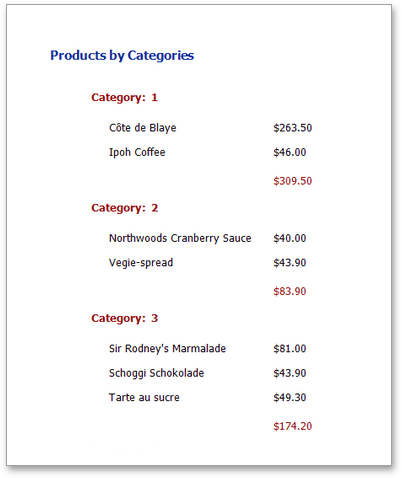 Products by Categories
Category: 1
Côte de Blaye $263.50
Ipoh Coffee $46.00
$309.50
Category: 2
Northwoods Cranberry Sauce $40.00
Vegie-spread $43.90
$83.90
Category: 3
Sir Rodney's Marmalade $81.00
Schoggi Schokolade $43.90
Tarte au sucre $49.30
$174.20